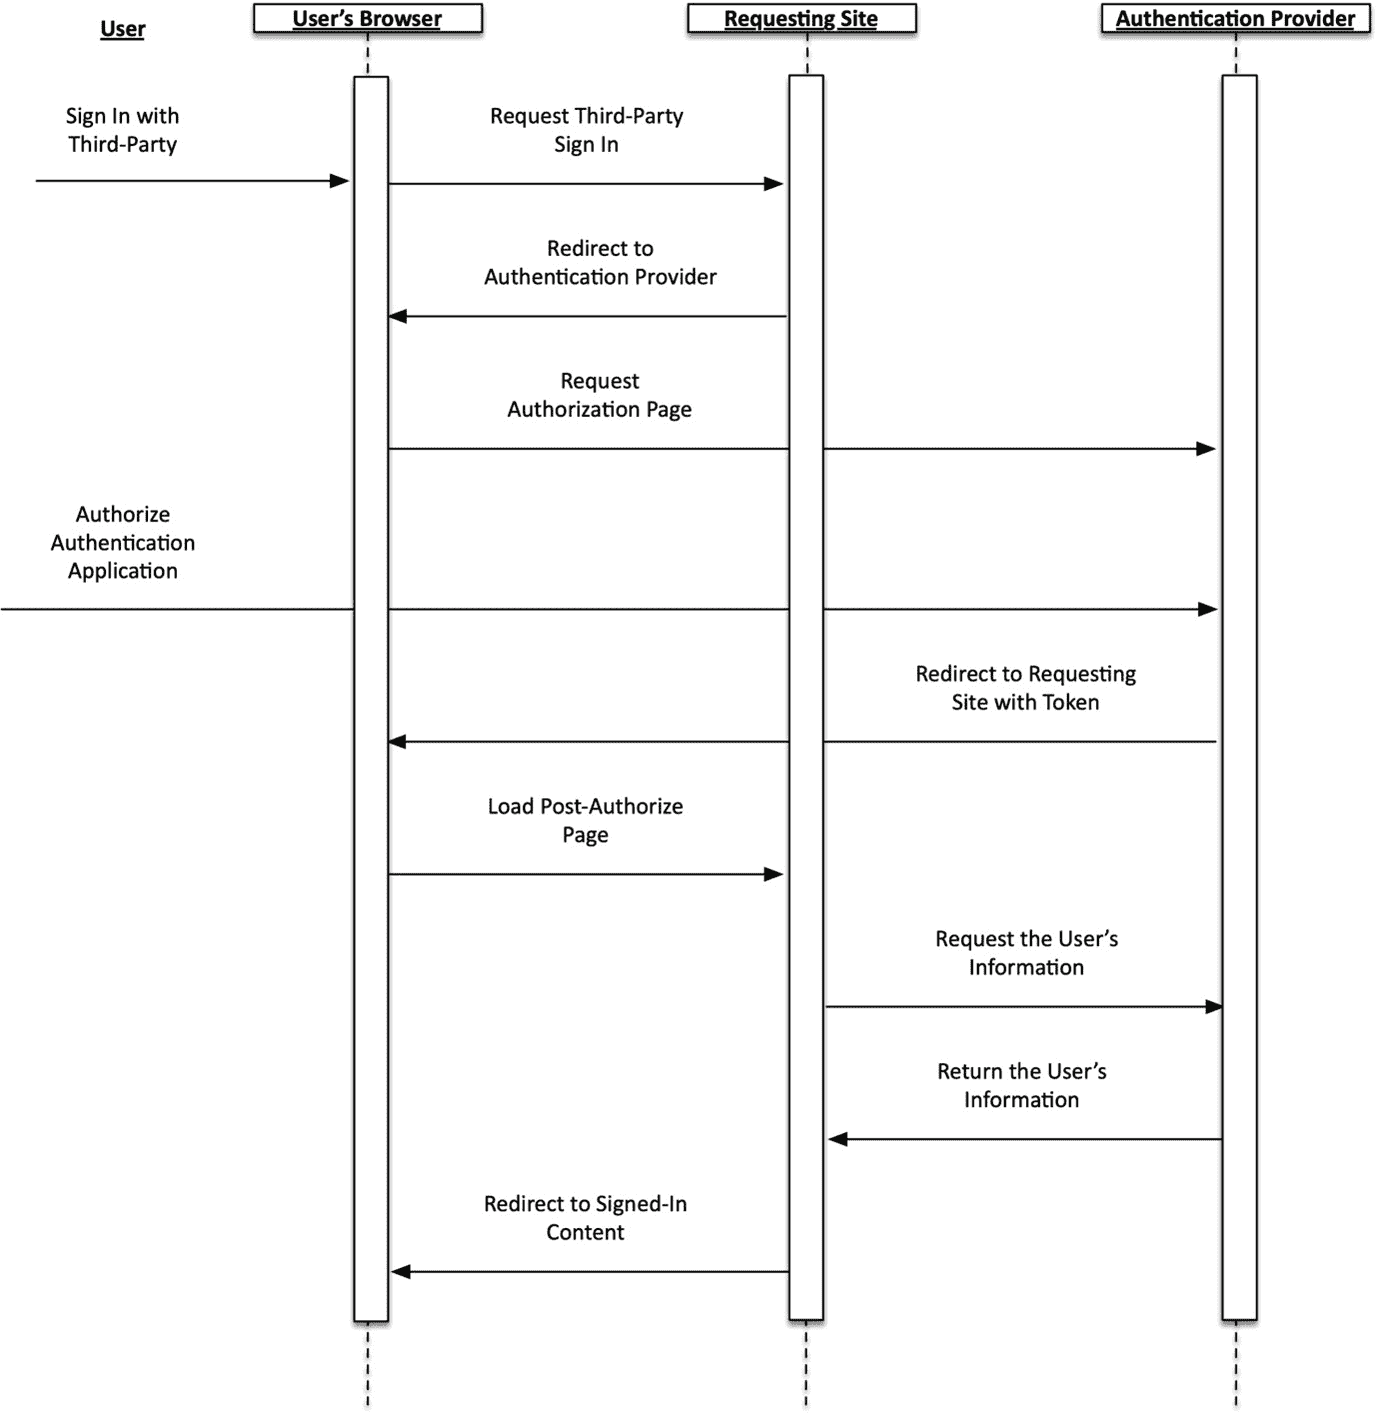 User
User's Browser
Requesting Site
Authentication Provider
Sign In with
Third-Party
Request Third-Party
Sign In
Redirect to
Authentication Provider
Request
Authorization Page
Authorize
Authentication
Application
Redirect to Requesting
Site with Token
Load Post-Authorize
Page
Request the User’s
Information
Return the User’s
Information
Redirect to Signed-In
Content